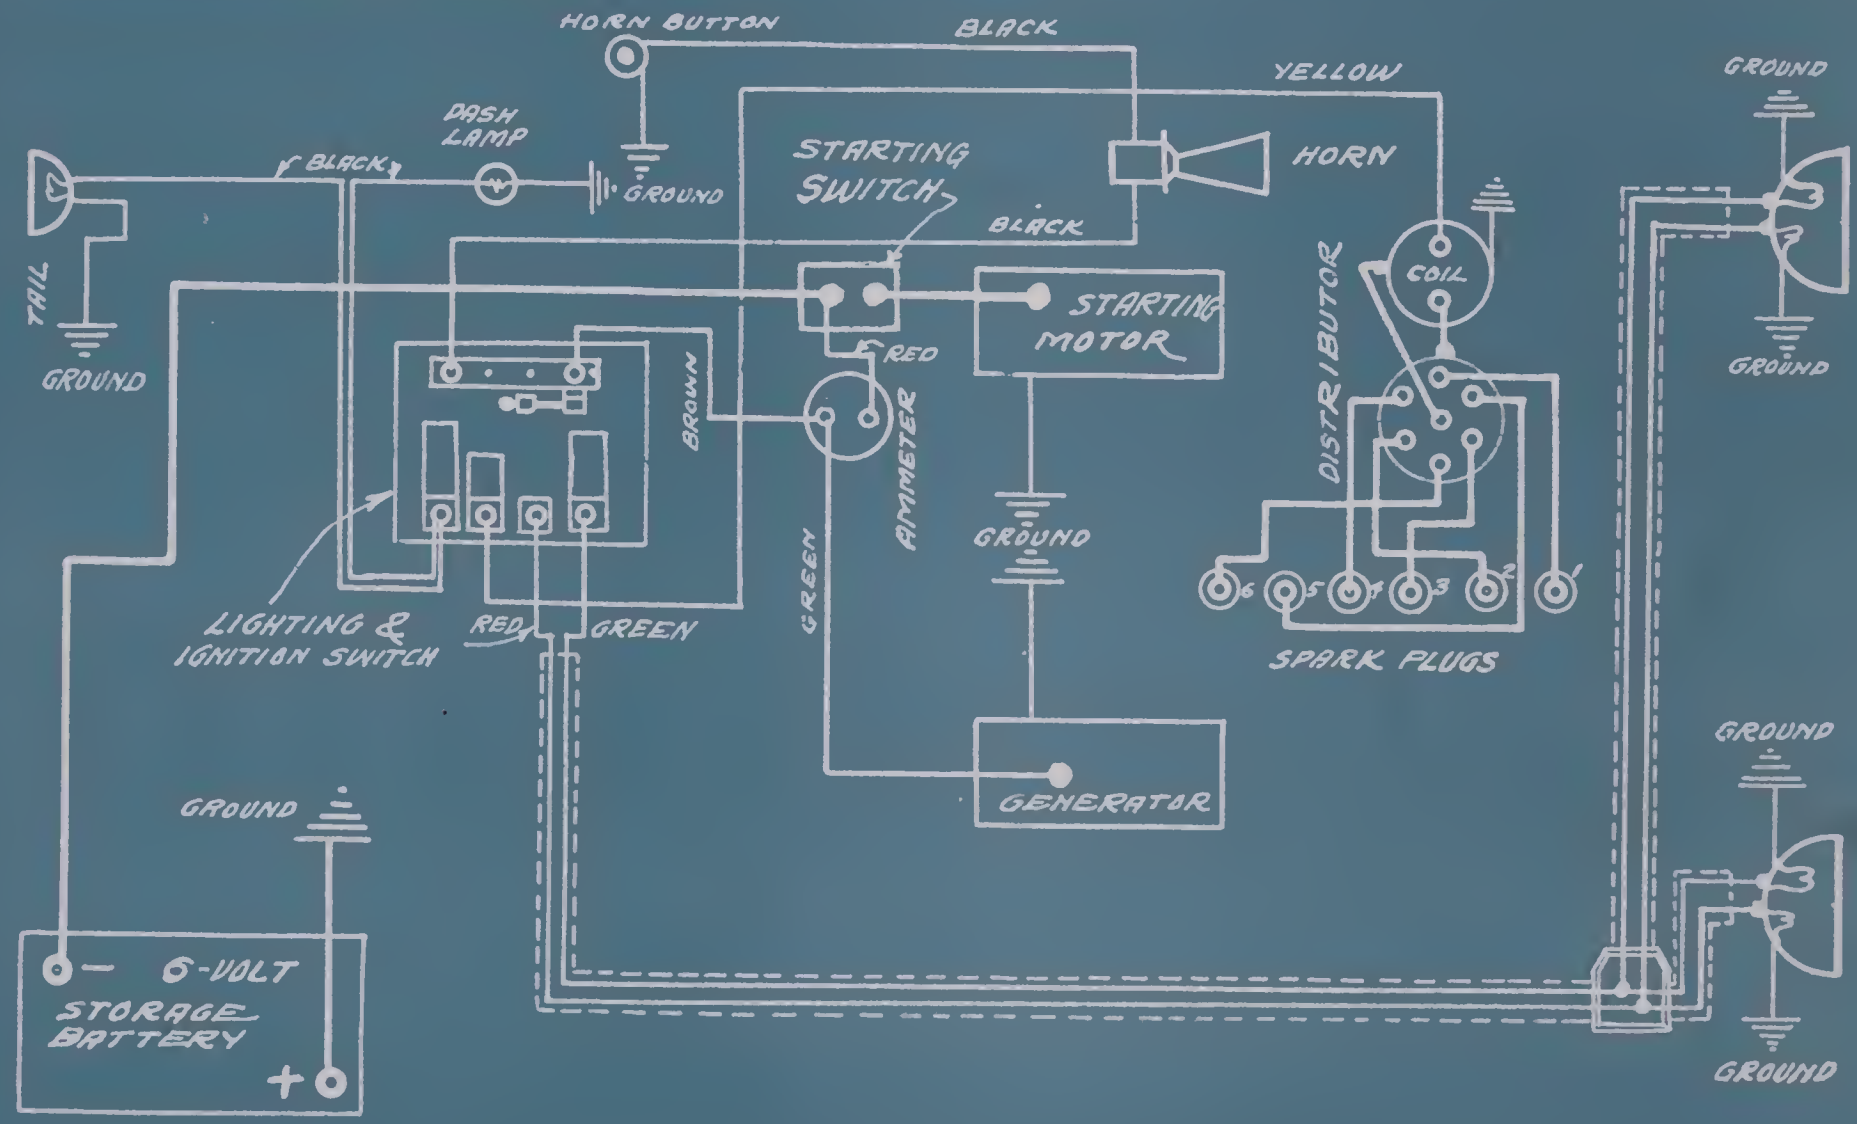 HORN BUTTON
BLACK
YELLOW
GROUND
DASH
LAMP
BLACK
STARTING
SWITCH
HORN
GROUND
BLACK
TAIL
GROUND
COIL
DISTRIBUTOR
STARTING
MOTOR
RED
BROWN
AMMETER
GROUND
GROUND
GREEN
6
5
4
3
2
1
SPARK PLUGS
LIGHTING &
IGNITION SWITCH
RED
GREEN
GROUND
GENERATOR
GROUND
- 6-VOLT
STORAGE
BATTERY
+
GROUND